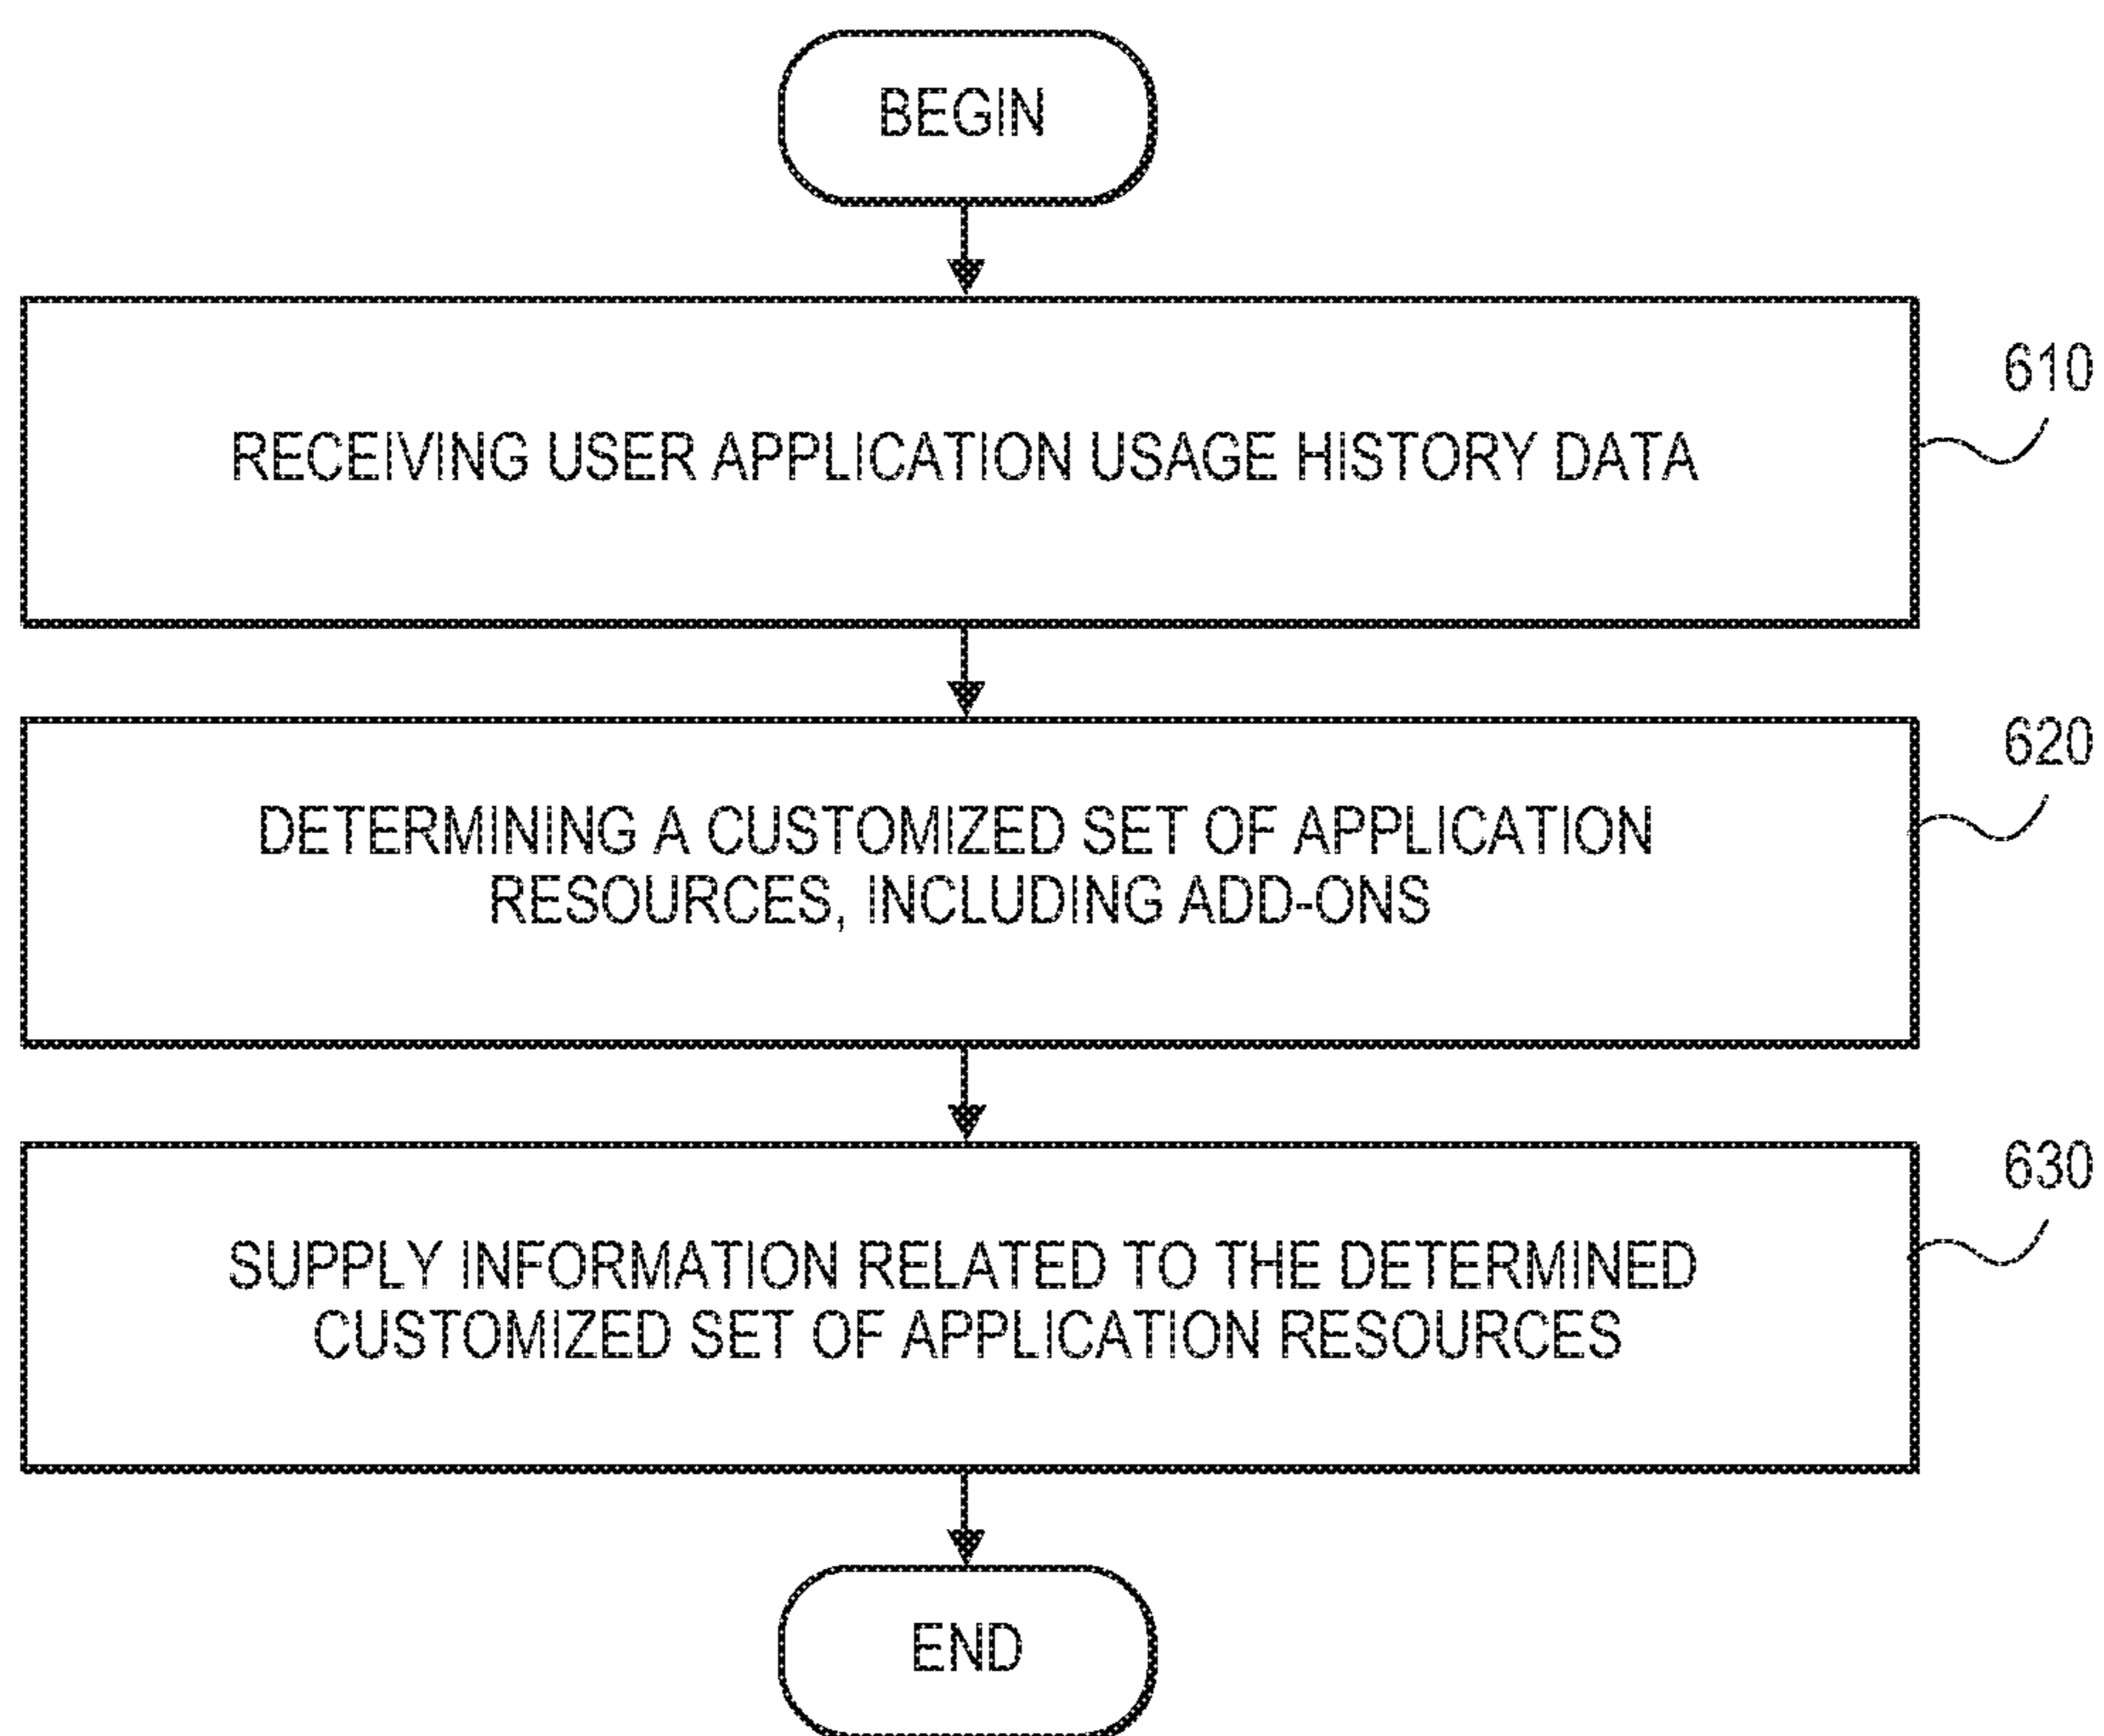 BEGIN
610
RECEIVING USER APPLICATION USAGE HISTORY DATA
620
DETERMINING A CUSTOMIZED SET OF APPLICATION
RESOURCES, INCLUDING ADD-ONS
630
SUPPLY INFORMATION RELATED TO THE DETERMINED
CUSTOMIZED SET OF APPLICATION RESOURCES
END